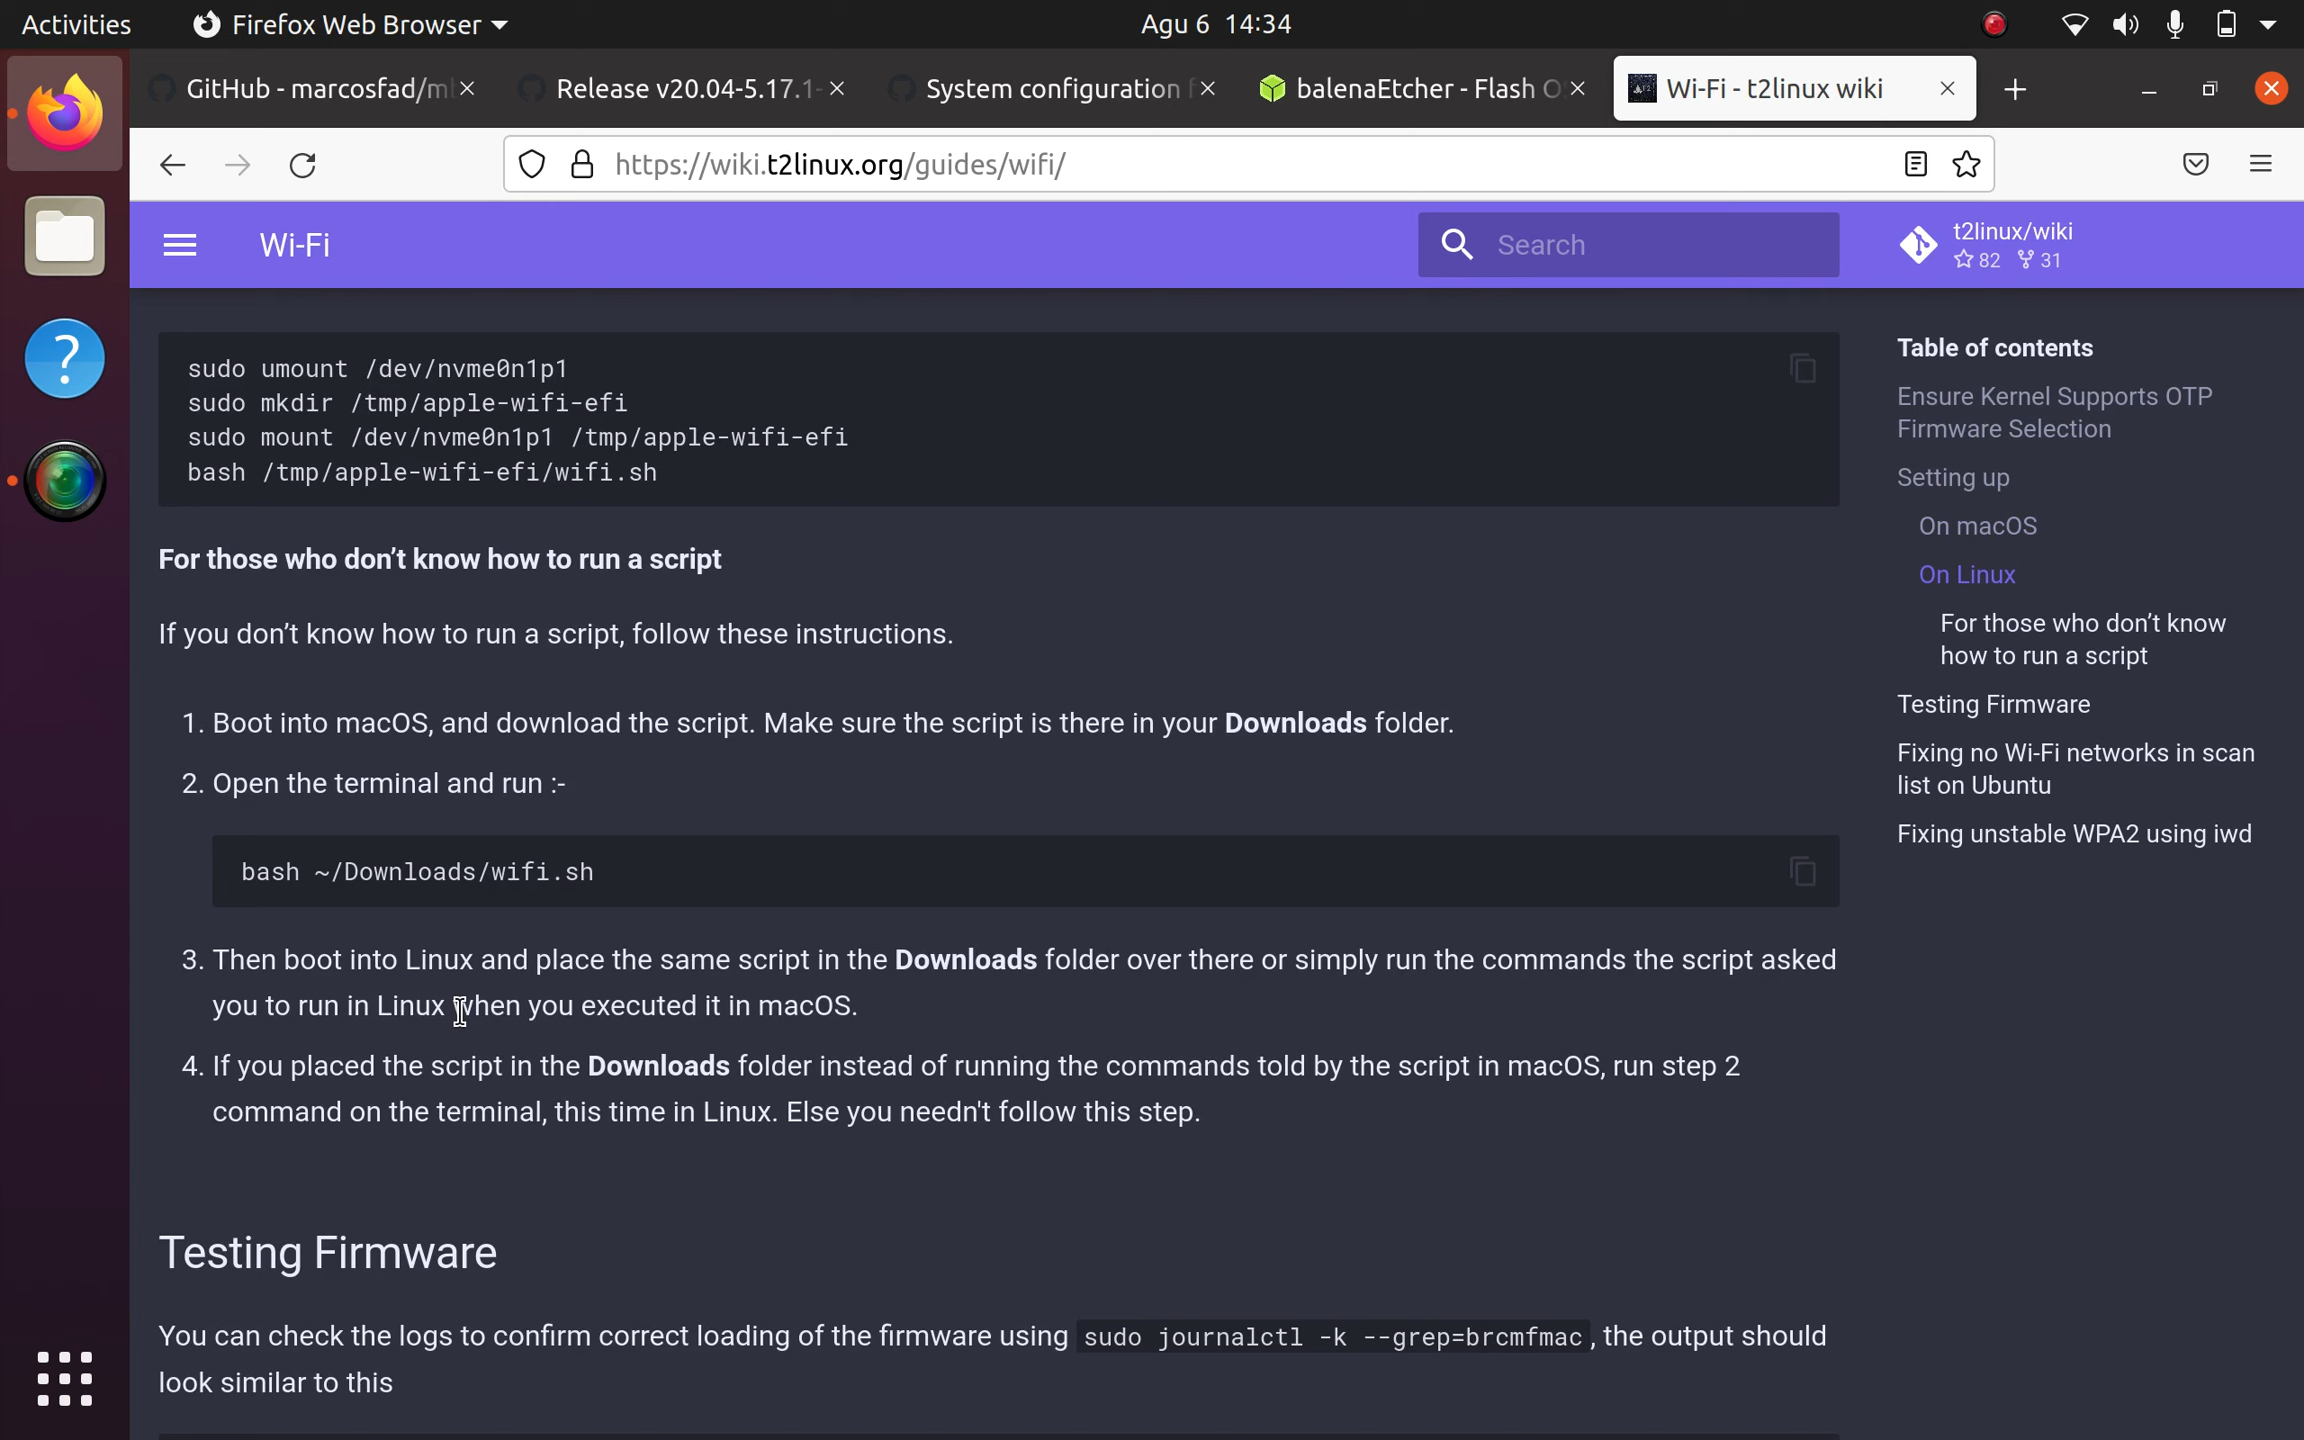 Activities
Firefox Web Browser
Agu 6 14:34
GitHub - marcosfad/m
Release v20.04-5.17.1-
System configuration
balenaEtcher - Flash O
Wi-Fi - t2linux wiki
https://wiki.t2linux.org/guides/wifi/
Wi-Fi
Search
t2linux/wiki
82 31
sudo umount /dev/nvme0n1p1
sudo mkdir /tmp/apple-wifi-efi
sudo mount /dev/nvme0n1p1 /tmp/apple-wifi-efi
bash /tmp/apple-wifi-efi/wifi.sh
For those who don’t know how to run a script
If you don’t know how to run a script, follow these instructions.
1. Boot into macOS, and download the script. Make sure the script is there in your Downloads folder.
2. Open the terminal and run :-
bash ~/Downloads/wifi.sh
3. Then boot into Linux and place the same script in the Downloads folder over there or simply run the commands the script asked
you to run in Linux when you executed it in macOS.
4. If you placed the script in the Downloads folder instead of running the commands told by the script in macOS, run step 2
command on the terminal, this time in Linux. Else you needn't follow this step.
Testing Firmware
You can check the logs to confirm correct loading of the firmware using sudo journalctl -k --grep=brcmfmac, the output should
look similar to this
Table of contents
Ensure Kernel Supports OTP
Firmware Selection
Setting up
On macOS
On Linux
For those who don’t know
how to run a script
Testing Firmware
Fixing no Wi-Fi networks in scan
list on Ubuntu
Fixing unstable WPA2 using iwd